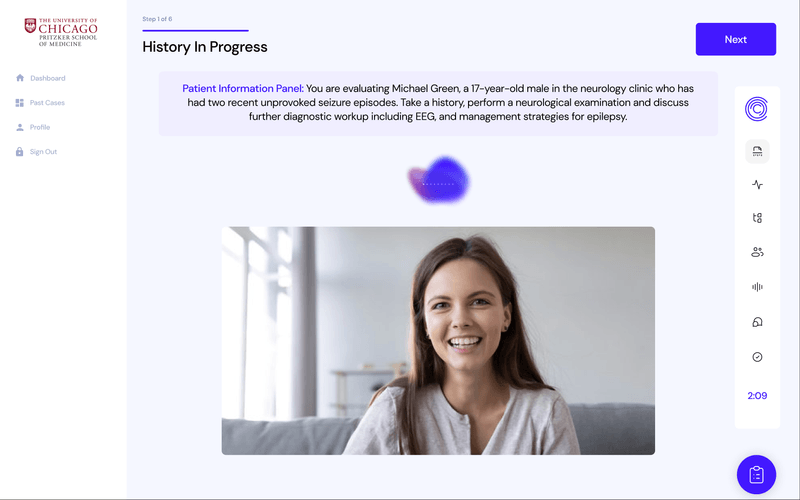 THE UNIVERSITY OF
CHICAGO
PRITZKER SCHOOL
OF MEDICINE
Dashboard
Past Cases
Profile
Sign Out
Step 1 of 6
History In Progress
Next
Patient Information Panel: You are evaluating Michael Green, a 17-year-old male in the neurology clinic who has
had two recent unprovoked seizure episodes. Take a history, perform a neurological examination and discuss
further diagnostic workup including EEG, and management strategies for epilepsy.
2:09